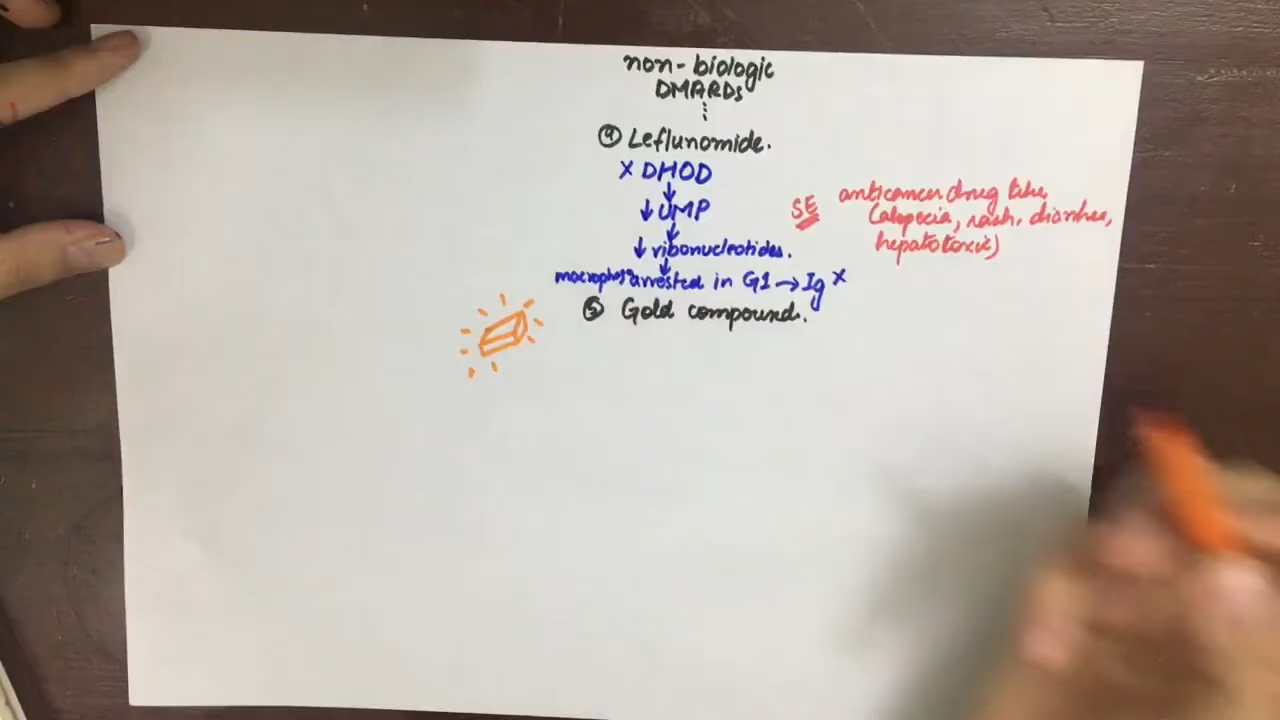 non-biologic
DMARDs
④ Leflunomide.
x DHOD
↓
↓ UMP
↓
↓ ribonucleotides.
↓
arrested in G1 → Ig x
SE anticancer drug like
(alopecia, rash, diarrhea,
hepatotoxic)
⑤ Gold compound.